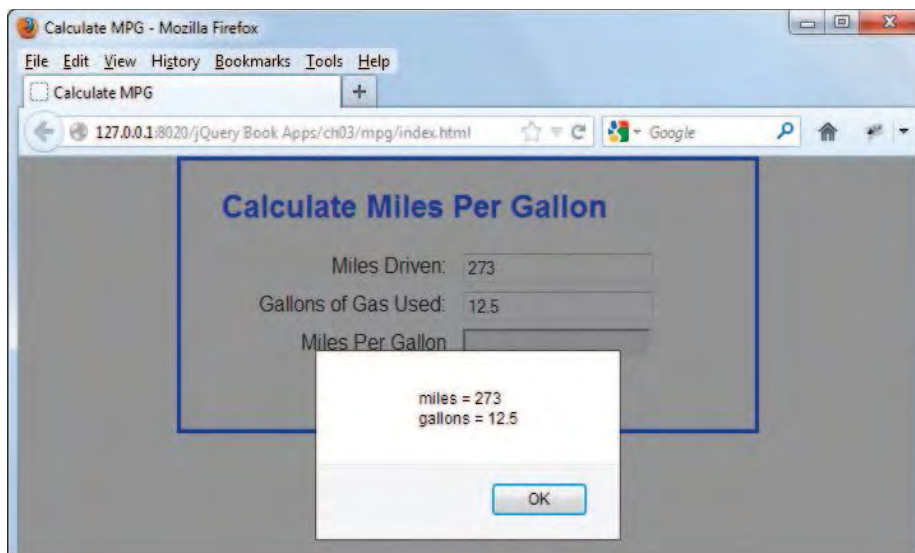 Calculate MPG - Mozilla Firefox
File Edit View History Bookmarks Tools Help
Calculate MPG +
127.0.0.1:8020/jQuery Book Apps/ch03/mpg/index.html Google
Calculate Miles Per Gallon
Miles Driven: 273
Gallons of Gas Used: 12.5
Miles Per Gallon
miles = 273
gallons = 12.5
OK